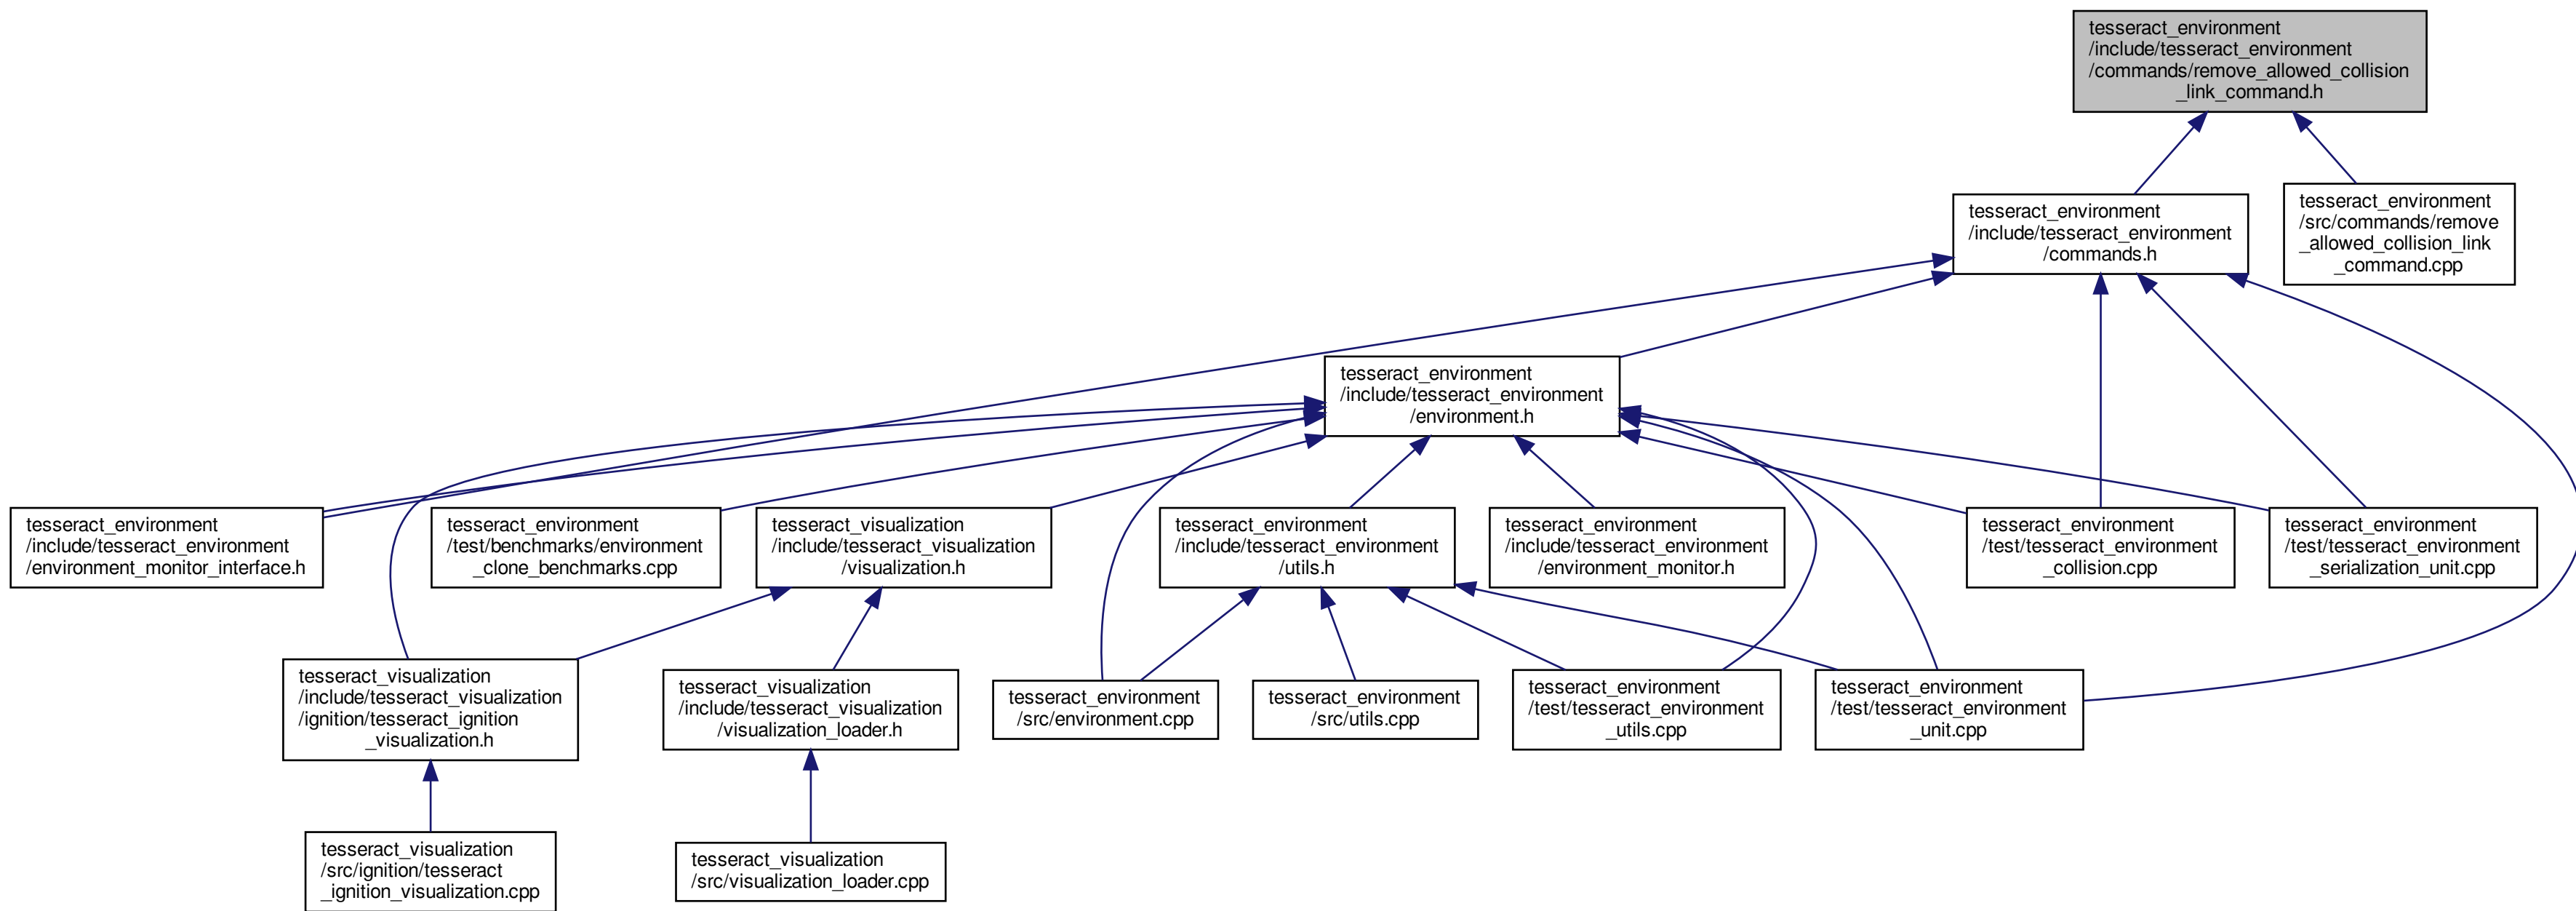 tesseract_environment
/include/tesseract_environment
/commands/remove_allowed_collision
_link_command.h
tesseract_environment
/include/tesseract_environment
/commands.h
tesseract_environment
/src/commands/remove
_allowed_collision_link
_command.cpp
tesseract_environment
/include/tesseract_environment
/environment.h
tesseract_environment
/include/tesseract_environment
/environment_monitor_interface.h
tesseract_environment
/test/benchmarks/environment
_clone_benchmarks.cpp
tesseract_visualization
/include/tesseract_visualization
/visualization.h
tesseract_environment
/include/tesseract_environment
/utils.h
tesseract_environment
/include/tesseract_environment
/environment_monitor.h
tesseract_environment
/test/tesseract_environment
_collision.cpp
tesseract_environment
/test/tesseract_environment
_serialization_unit.cpp
tesseract_visualization
/include/tesseract_visualization
/ignition/tesseract_ignition
_visualization.h
tesseract_visualization
/include/tesseract_visualization
/visualization_loader.h
tesseract_environment
/src/environment.cpp
tesseract_environment
/src/utils.cpp
tesseract_environment
/test/tesseract_environment
_utils.cpp
tesseract_environment
/test/tesseract_environment
_unit.cpp
tesseract_visualization
/src/ignition/tesseract
_ignition_visualization.cpp
tesseract_visualization
/src/visualization_loader.cpp